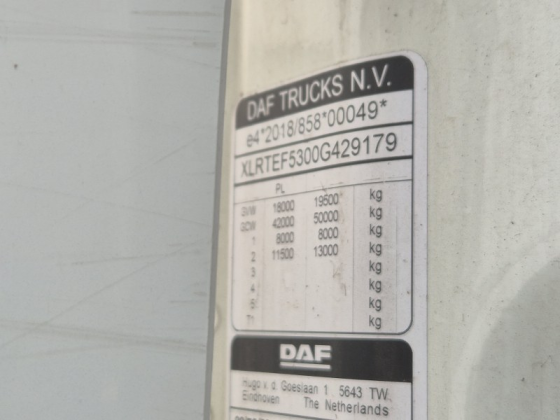 DAF TRUCKS N.V.
e4*2018/858*00049*
XLRTEF5300G429179
PL
GVW 18000 19500 kg
GCW 42000 50000 kg
1 8000 8000 kg
2 11500 13000 kg
3 kg
4 kg
5 kg
T1 kg
DAF
Hugo v. d. Goeslaan 1 5643 TW
Eindhoven The Netherlands